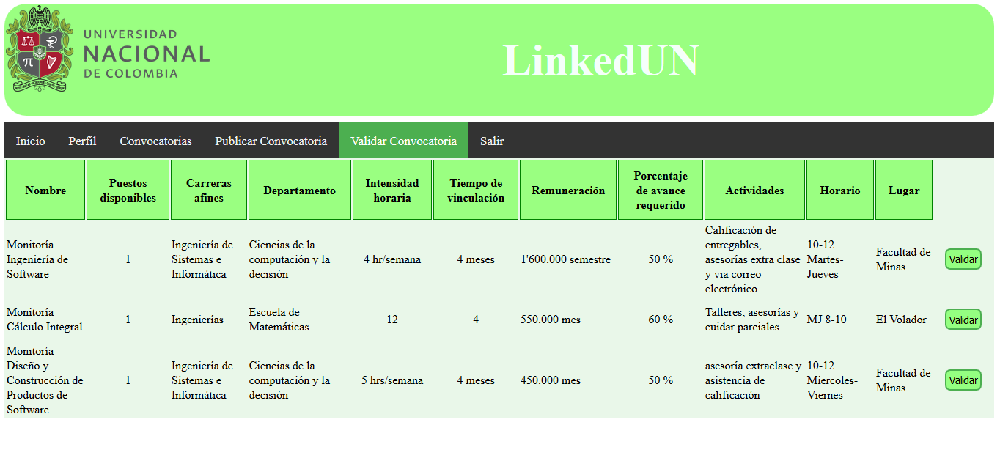 UNIVERSIDAD
NACIONAL
DE COLOMBIA
LinkedUN
Inicio Perfil Convocatorias Publicar Convocatoria Validar Convocatoria Salir
Nombre
Puestos
disponibles
Carreras
afines
Departamento
Intensidad
horaria
Tiempo de
vinculación
Remuneración
Porcentaje
de avance
requerido
Actividades
Horario
Lugar
Monitoría
Ingeniería de
Software
1
Ingeniería de
Sistemas e
Informática
Ciencias de la
computación y la
decisión
4 hr/semana
4 meses
1'600.000 semestre
50 %
Calificación de
entregables,
asesorías extra clase
y via correo
electrónico
10-12
Martes-
Jueves
Facultad de
Minas
Validar
Monitoría
Cálculo Integral
1
Ingenierías
Escuela de
Matemáticas
12
4
550.000 mes
60 %
Talleres, asesorías y
cuidar parciales
MJ 8-10
El Volador
Validar
Monitoría
Diseño y
Construcción de
Productos de
Software
1
Ingeniería de
Sistemas e
Informática
Ciencias de la
computación y la
decisión
5 hrs/semana
4 meses
450.000 mes
50 %
asesoría extraclase y
asistencia de
calificación
10-12
Miercoles-
Viernes
Facultad de
Minas
Validar